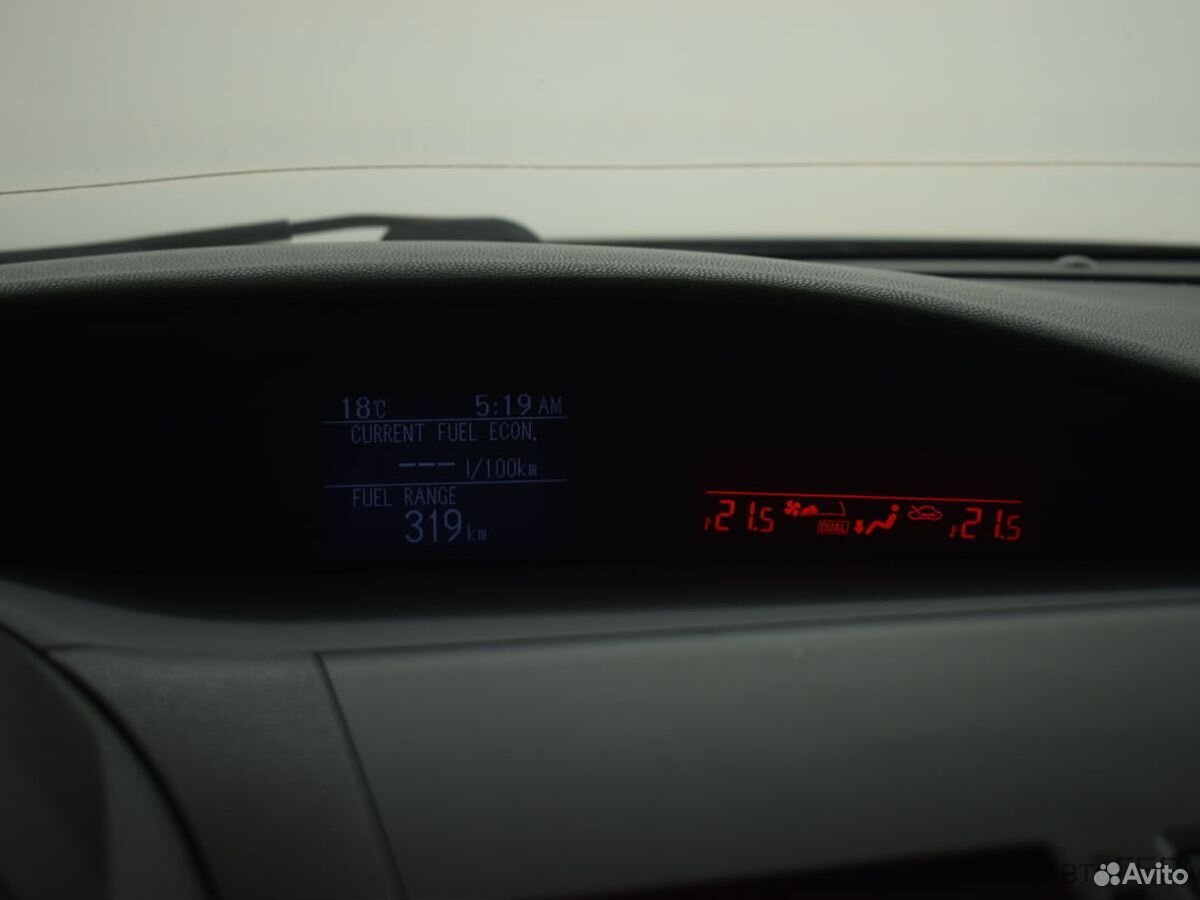 18°C 5:19 AM
CURRENT FUEL ECON.
--- l/100km
FUEL RANGE
319 km
21.5 DUAL 21.5
Avito